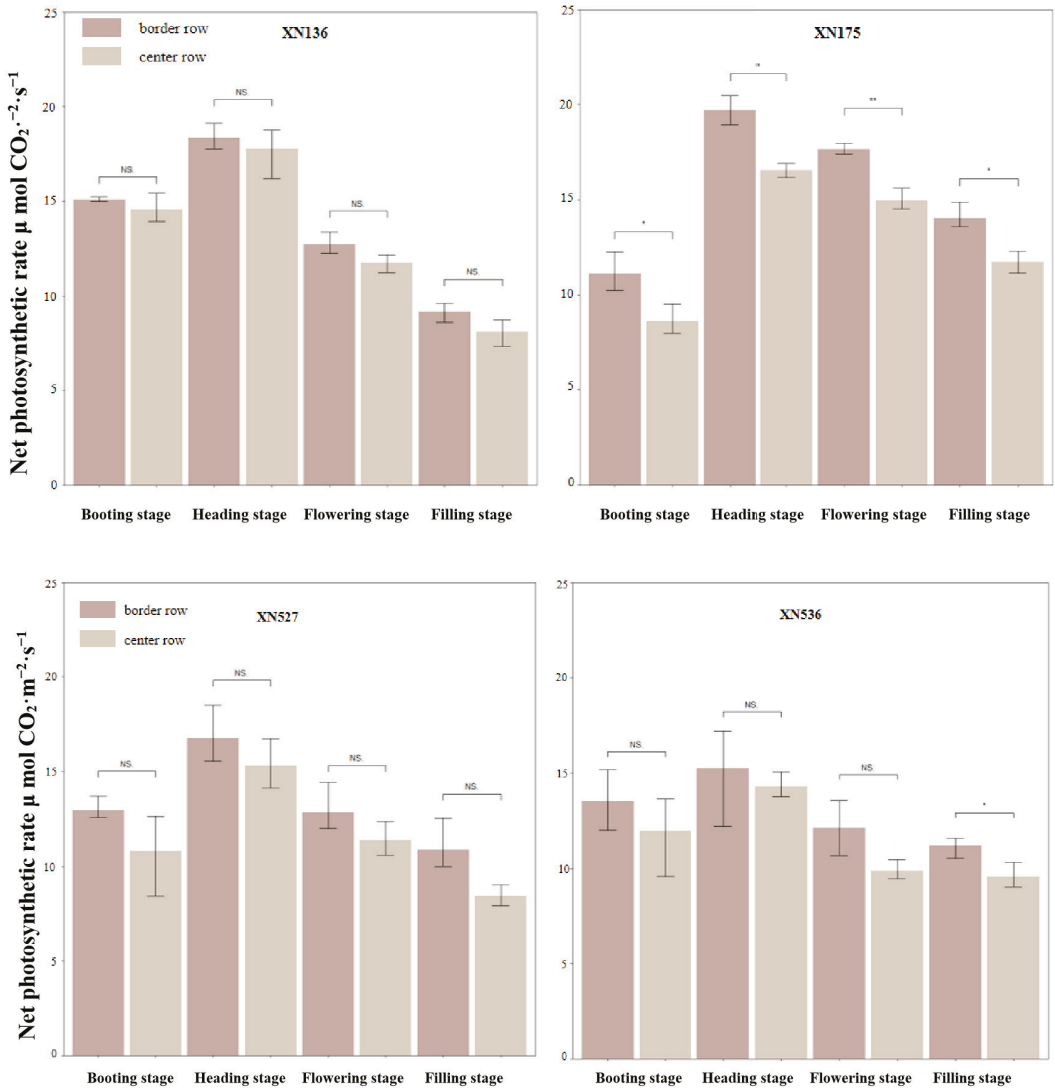 Net photosynthetic rate μ mol CO₂·⁻²·s⁻¹
25
20
15
10
5
0
border row
center row
XN136
NS.
NS.
NS.
NS.
Booting stage Heading stage Flowering stage Filling stage
25
20
15
10
5
0
XN175
*
**
*
Booting stage Heading stage Flowering stage Filling stage
Net photosynthetic rate μ mol CO₂·m⁻²·s⁻¹
25
20
15
10
5
0
border row
center row
XN527
NS.
NS.
NS.
NS.
Booting stage Heading stage Flowering stage Filling stage
25
20
15
10
5
0
XN536
NS.
NS.
NS.
*
Booting stage Heading stage Flowering stage Filling stage